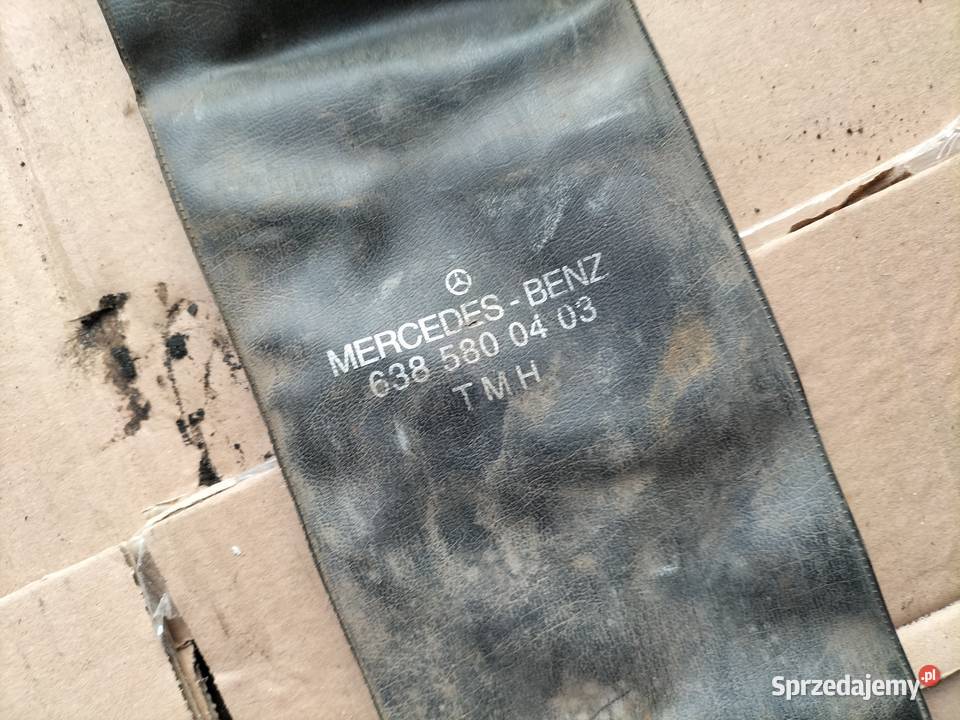 MERCEDES - BENZ
638 580 04 03
TMH
Sprzedajemy.pl